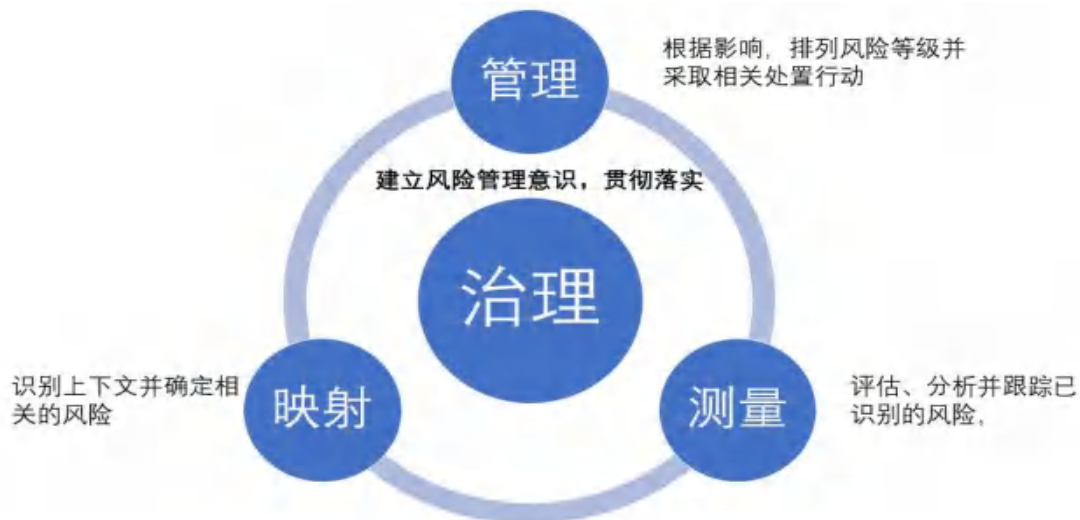 管理
根据影响，排列风险等级并
采取相关处置行动
建立风险管理意识，贯彻落实
治理
识别上下文并确定相
关的风险
映射
测量
评估、分析并跟踪已
识别的风险,